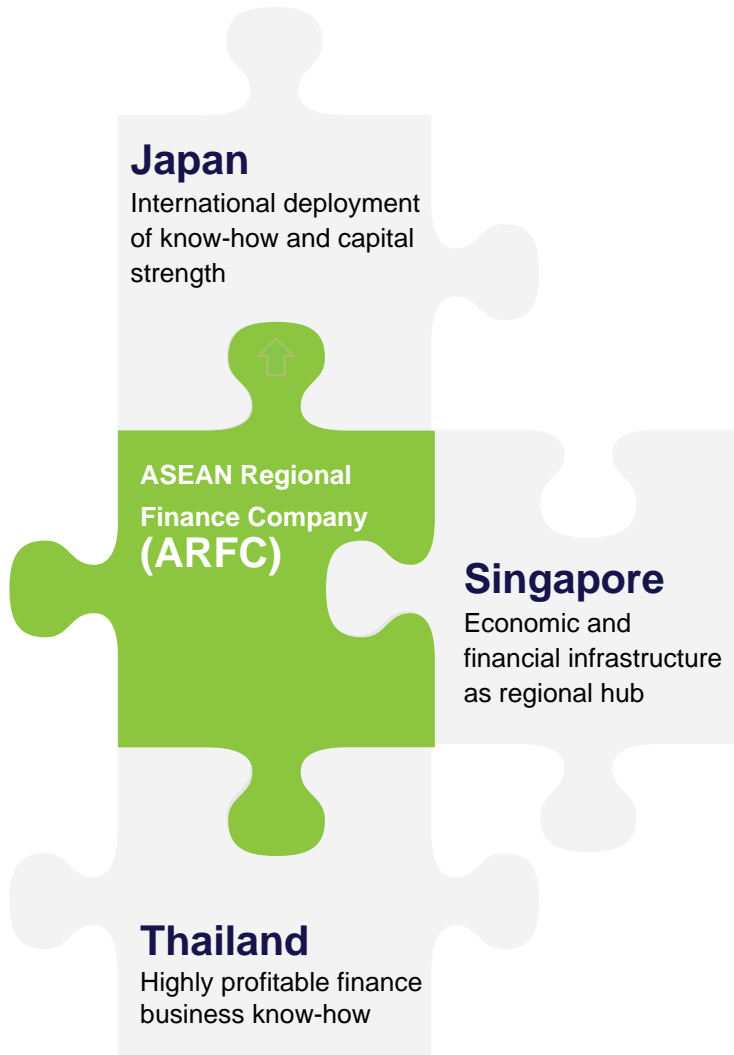 Japan
International deployment
of know-how and capital
strength
ASEAN Regional
Finance Company
(ARFC)
Singapore
Economic and
financial infrastructure
as regional hub
Thailand
Highly profitable finance
business know-how